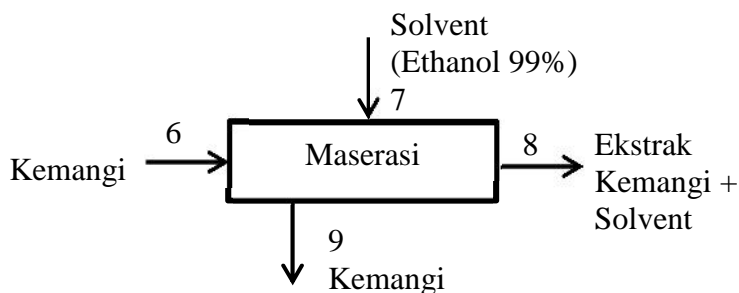 Solvent
(Ethanol 99%)
7
6
Kemangi
Maserasi
8
Ekstrak
Kemangi +
Solvent
9
Kemangi